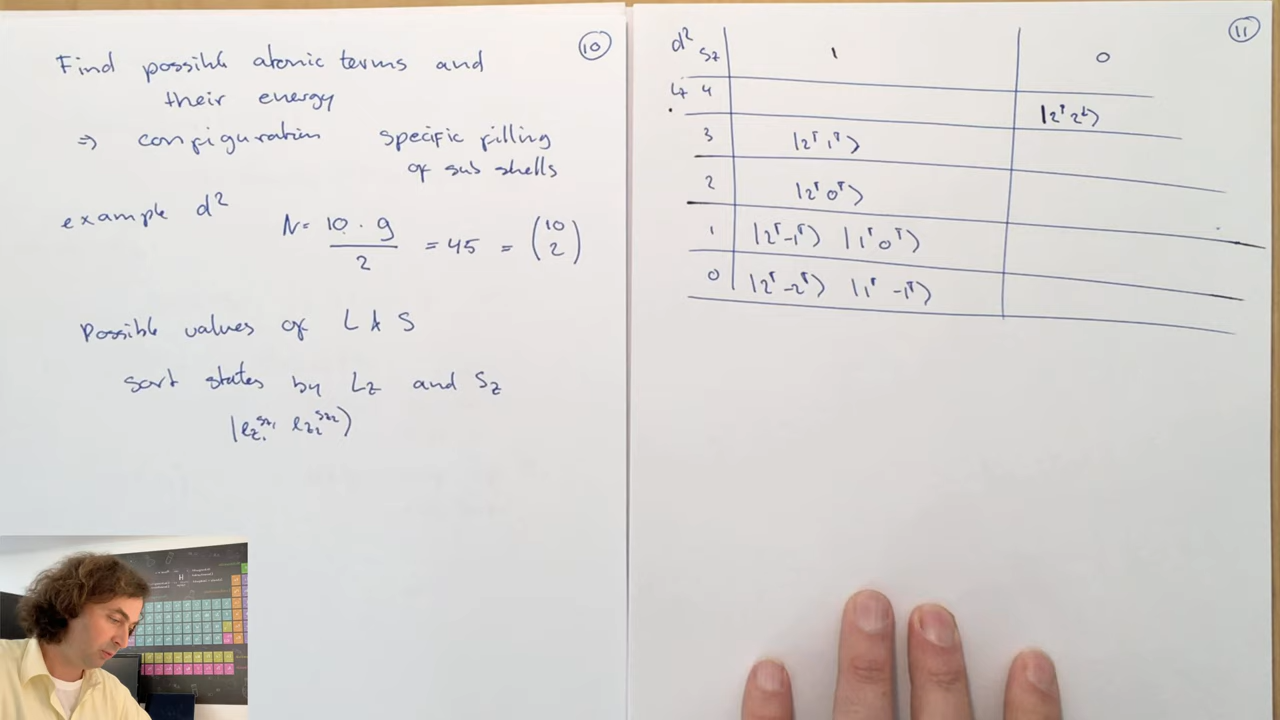 10
Find possible atomic terms and
their energy
⇒ configuration specific filling
of sub shells
example d²
N = 10 · 9 / 2 = 45 = (10 2)
Possible values of L & S
sort states by Lz and Sz
|ℓz₁^sz₁ ℓz₂^sz₂⟩
11
d² Sz 1 0
Lz 4 |2↑ 2↓⟩
3 |2↑ 1↑⟩
2 |2↑ 0↑⟩
1 |2↑ -1↑⟩ |1↑ 0↑⟩
0 |2↑ -2↑⟩ |1↑ -1↑⟩